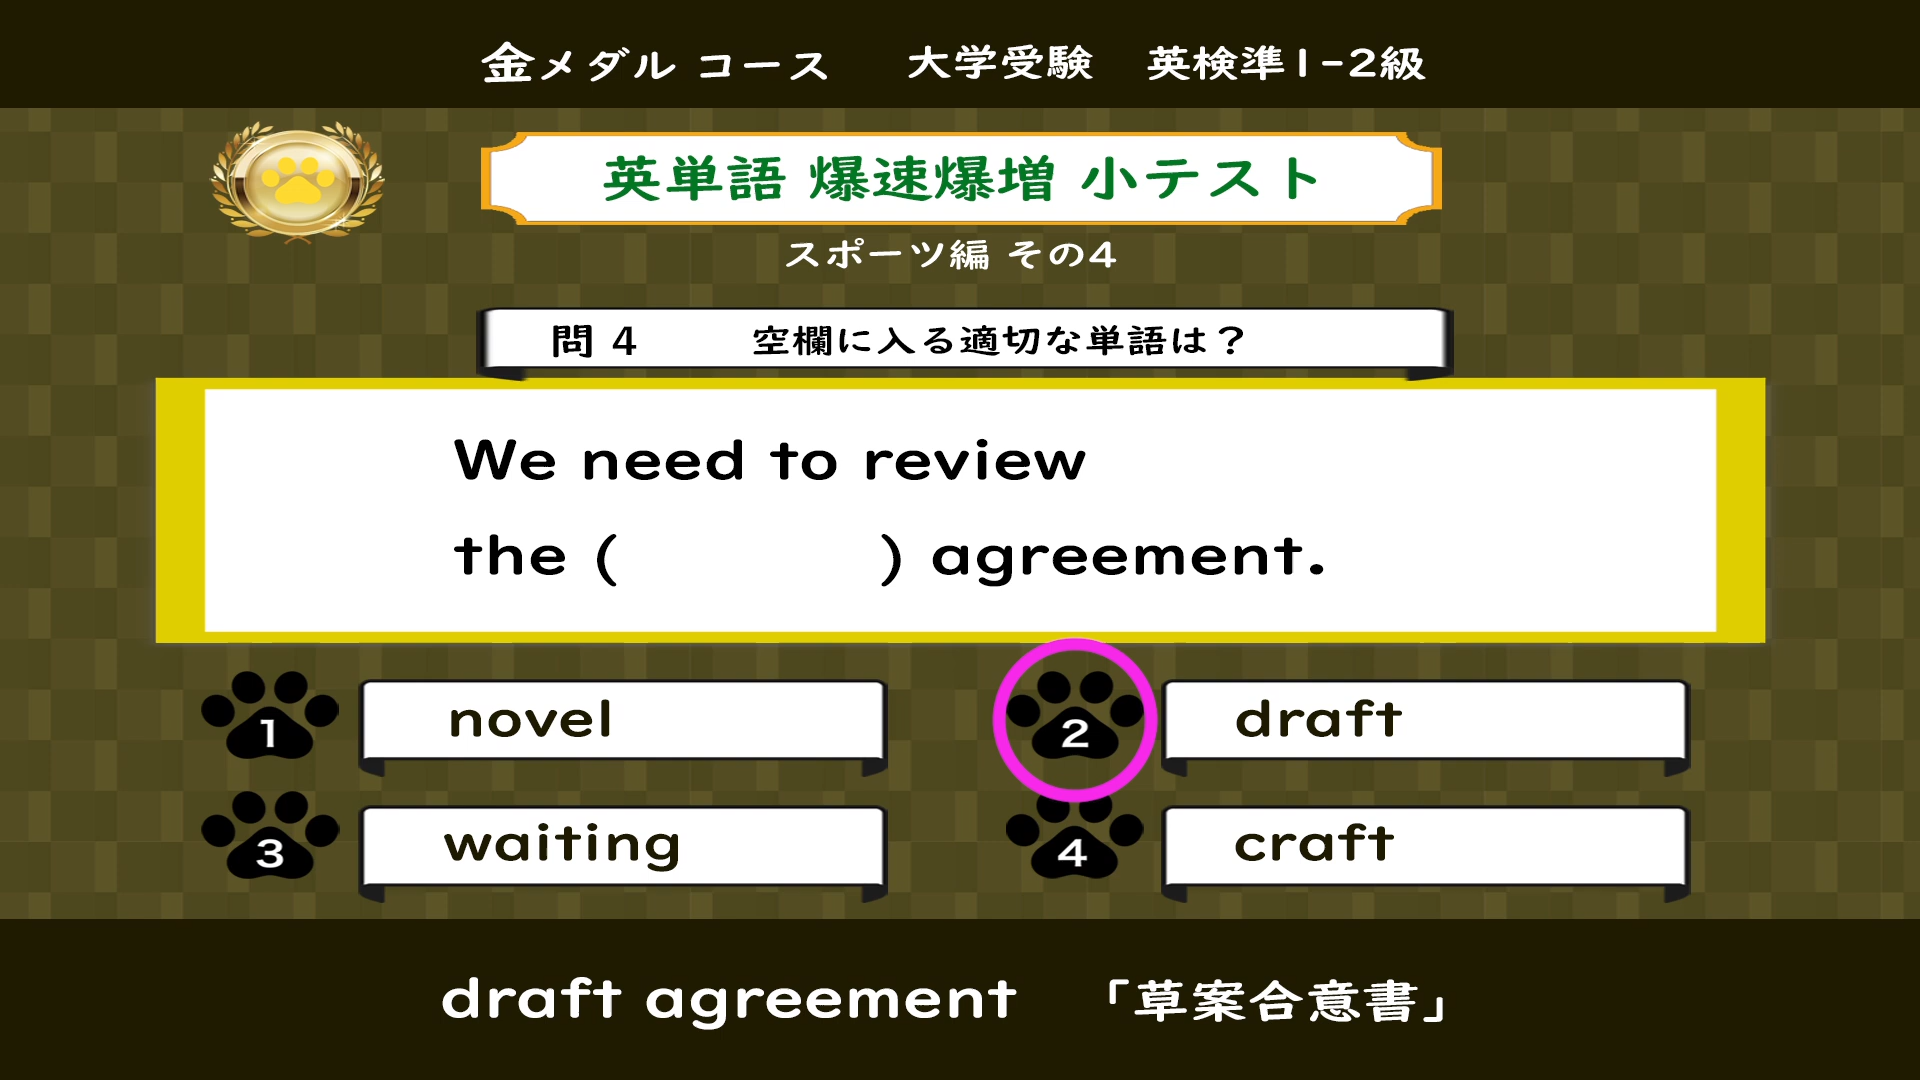 金メダル コース 大学受験 英検準1-2級
英単語 爆速爆増 小テスト
スポーツ編 その4
問 4 空欄に入る適切な単語は？
We need to review
the ( ) agreement.
1 novel
2 draft
3 waiting
4 craft
draft agreement 「草案合意書」